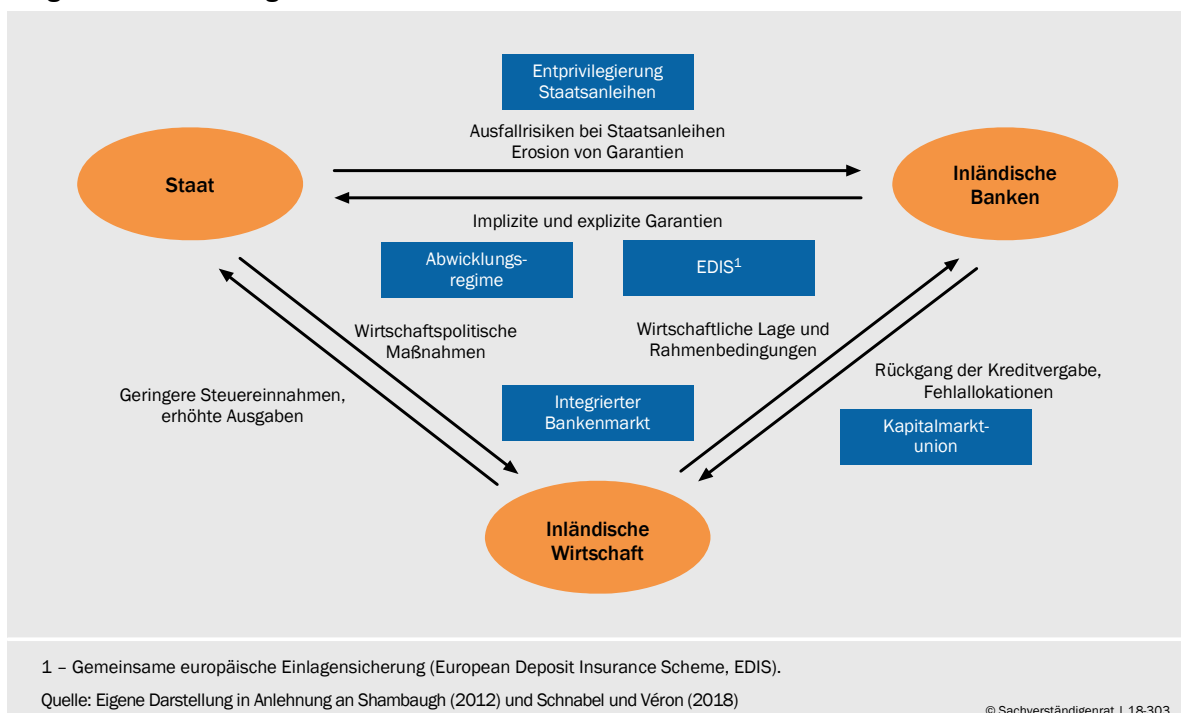 Entprivilegierung
Staatsanleihen
Ausfallrisiken bei Staatsanleihen
Erosion von Garantien
Staat
Inländische
Banken
Implizite und explizite Garantien
Abwicklungs-
regime
EDIS¹
Wirtschaftspolitische
Maßnahmen
Wirtschaftliche Lage und
Rahmenbedingungen
Geringere Steuereinnahmen,
erhöhte Ausgaben
Rückgang der Kreditvergabe,
Fehlallokationen
Integrierter
Bankenmarkt
Kapitalmarkt-
union
Inländische
Wirtschaft
1 – Gemeinsame europäische Einlagensicherung (European Deposit Insurance Scheme, EDIS).
Quelle: Eigene Darstellung in Anlehnung an Shambaugh (2012) und Schnabel und Véron (2018)
© Sachverständigenrat | 18-303